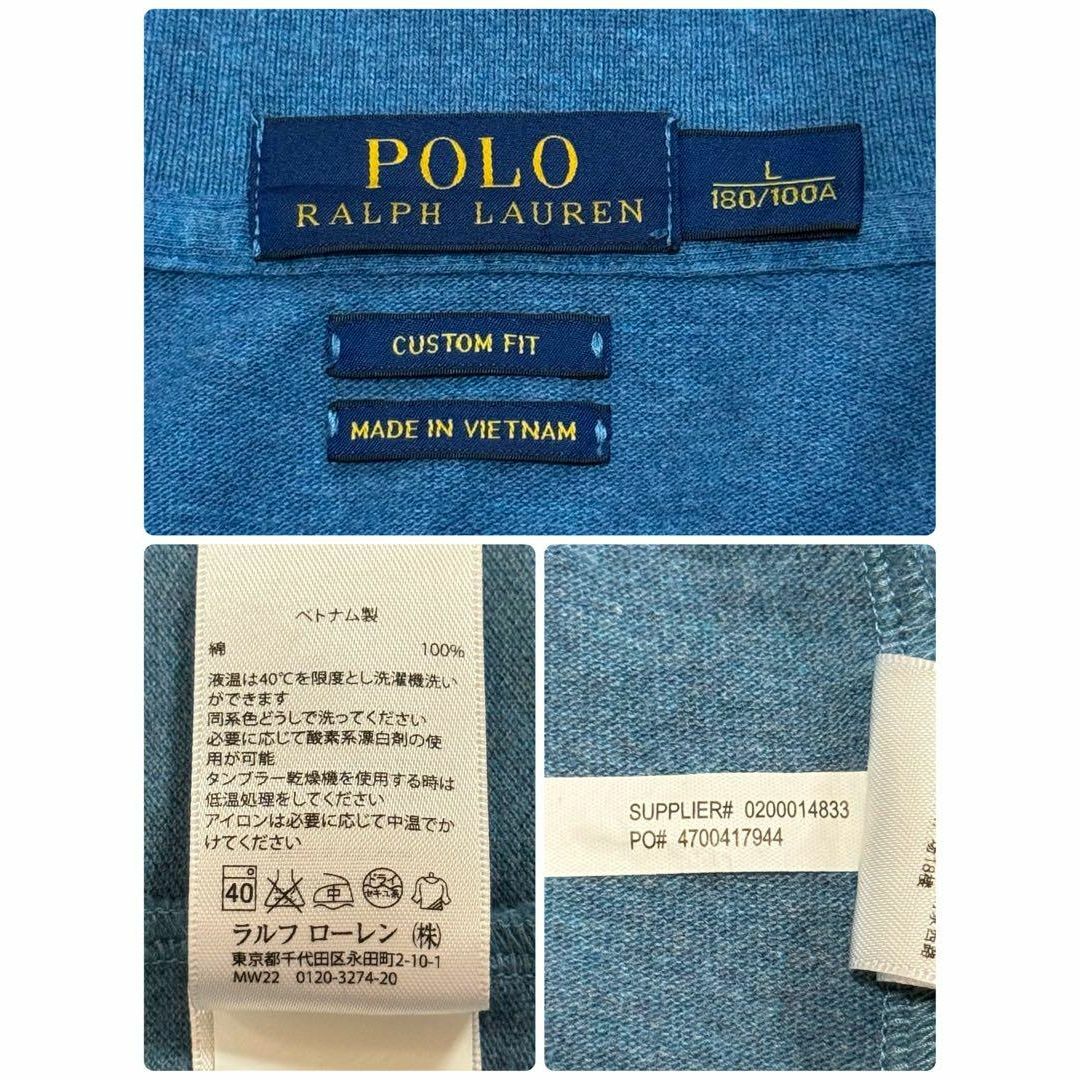 POLO
RALPH LAUREN
L
180/100A
CUSTOM FIT
MADE IN VIETNAM
ベトナム製
綿 100%
液温は40℃を限度とし洗濯機洗い
ができます
同系色どうしで洗ってください
必要に応じて酸素系漂白剤の使
用が可能
タンブラー乾燥機を使用する時は
低温処理をしてください
アイロンは必要に応じて中温でか
けてください
40
中
ドライ
セキユ系
ラルフ ローレン (株)
東京都千代田区永田町2-10-1
MW22 0120-3274-20
SUPPLIER# 0200014833
PO# 4700417944